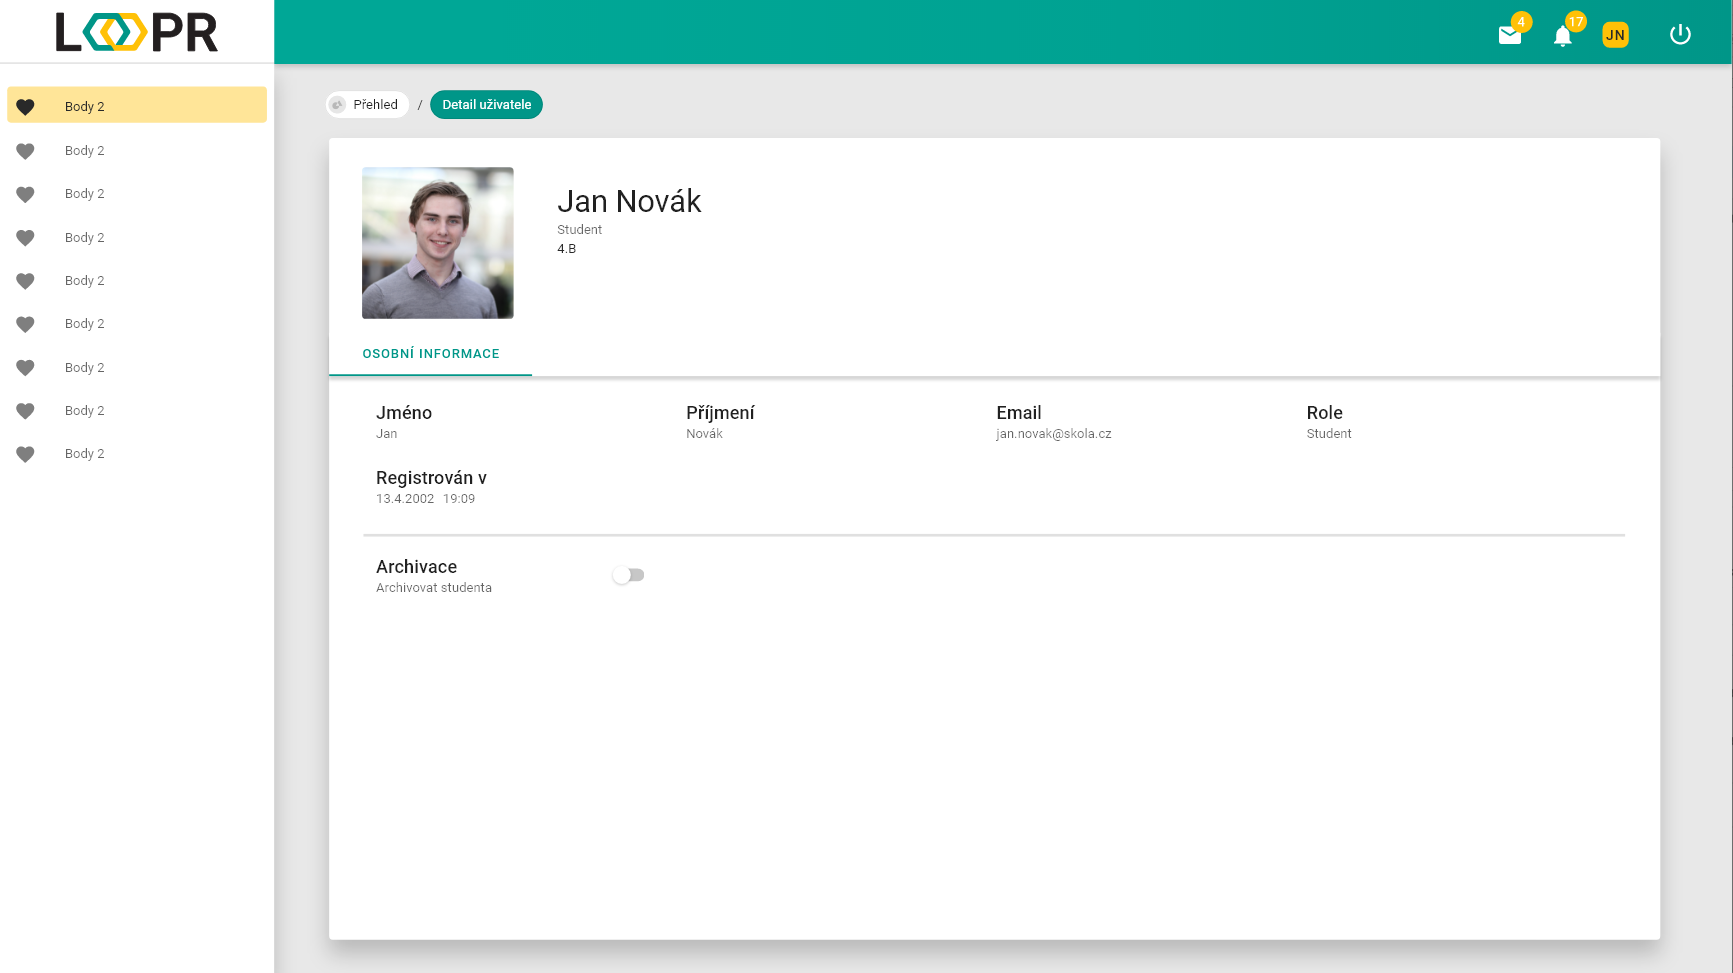 LOOPR
4
17
JN
Body 2
Body 2
Body 2
Body 2
Body 2
Body 2
Body 2
Body 2
Body 2
Přehled / Detail uživatele
Jan Novák
Student
4.B
OSOBNÍ INFORMACE
Jméno
Jan
Příjmení
Novák
Email
jan.novak@skola.cz
Role
Student
Registrován v
13.4.2002 19:09
Archivace
Archivovat studenta